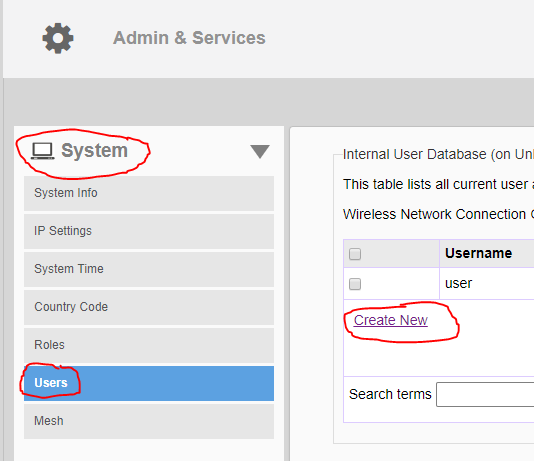 Admin & Services
System
System Info
IP Settings
System Time
Country Code
Roles
Users
Mesh
Internal User Database (on Uni
This table lists all current user a
Wireless Network Connection
Username
user
Create New
Search terms